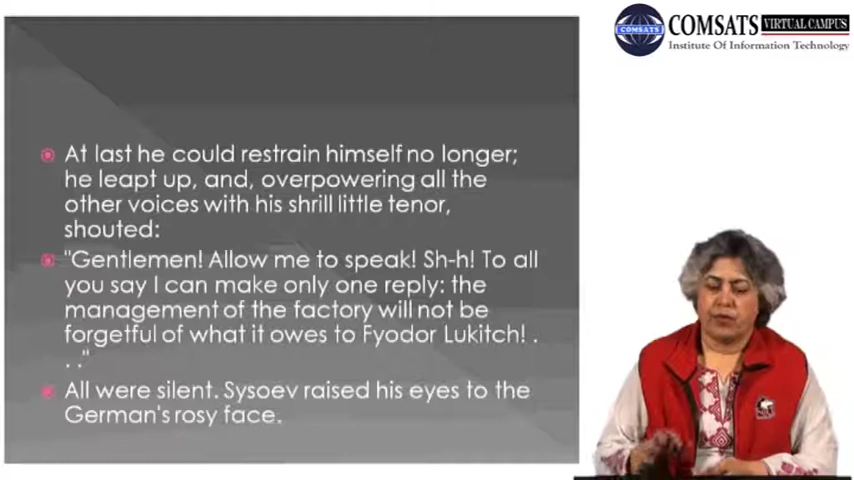 COMSATS VIRTUAL CAMPUS
COMSATS
Institute Of Information Technology
At last he could restrain himself no longer;
he leapt up, and, overpowering all the
other voices with his shrill little tenor,
shouted:
"Gentlemen! Allow me to speak! Sh-h! To all
you say I can make only one reply: the
management of the factory will not be
forgetful of what it owes to Fyodor Lukitch! .
. ."
All were silent. Sysoev raised his eyes to the
German's rosy face.